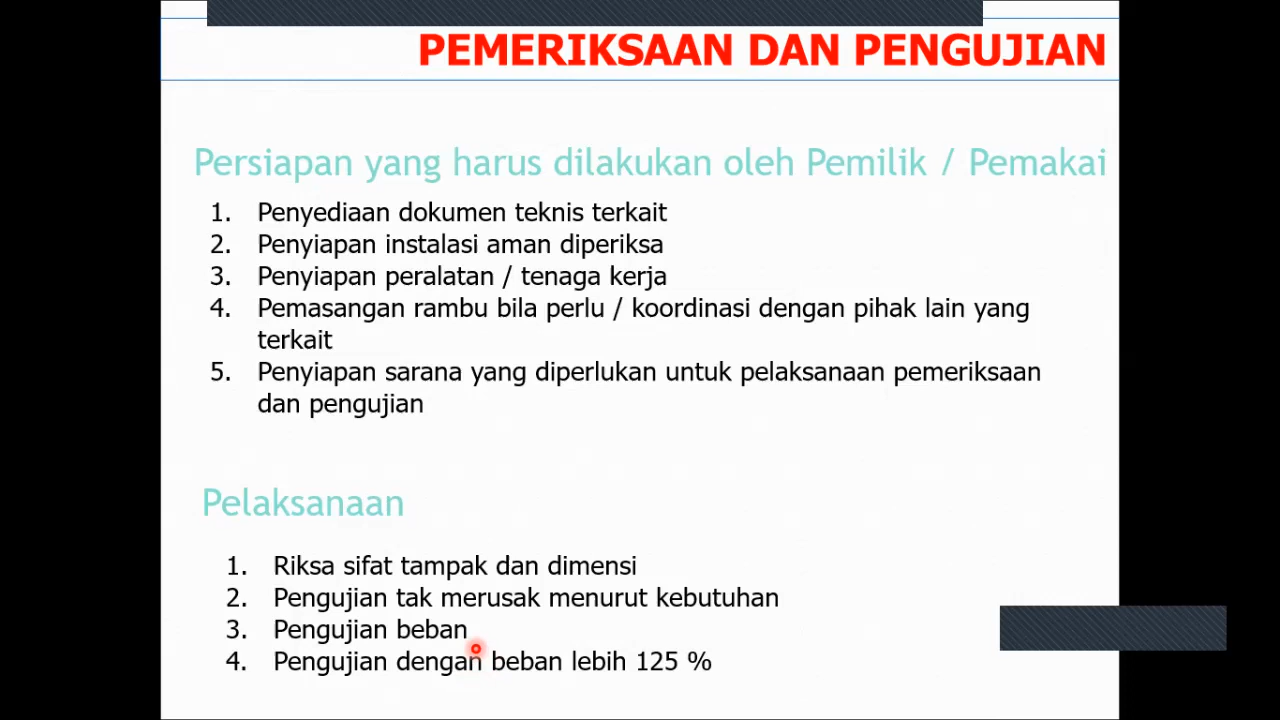 PEMERIKSAAN DAN PENGUJIAN
Persiapan yang harus dilakukan oleh Pemilik / Pemakai
1. Penyediaan dokumen teknis terkait
2. Penyiapan instalasi aman diperiksa
3. Penyiapan peralatan / tenaga kerja
4. Pemasangan rambu bila perlu / koordinasi dengan pihak lain yang
terkait
5. Penyiapan sarana yang diperlukan untuk pelaksanaan pemeriksaan
dan pengujian
Pelaksanaan
1. Riksa sifat tampak dan dimensi
2. Pengujian tak merusak menurut kebutuhan
3. Pengujian beban
4. Pengujian dengan beban lebih 125 %